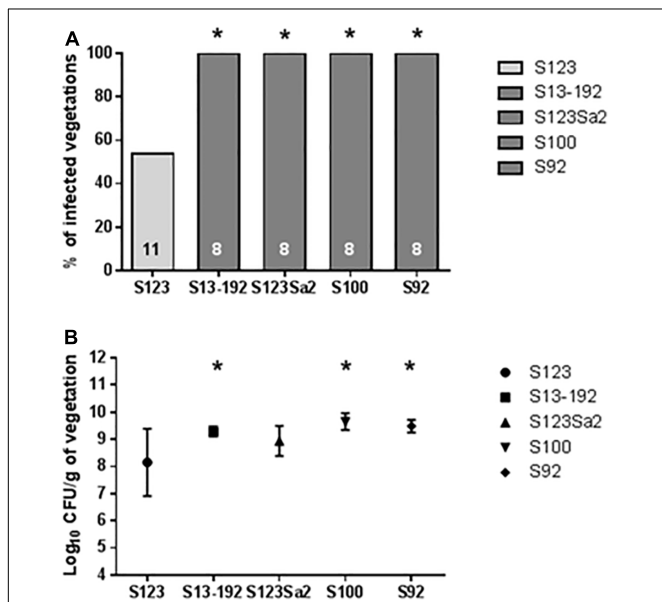 A
* * * *
% of infected vegetations
100
80
60
40
20
0
11 8 8 8 8
S123 S13-192 S123Sa2 S100 S92
S123
S13-192
S123Sa2
S100
S92
B
* * *
Log10 CFU/g of vegetation
12
11
10
9
8
7
6
5
4
S123 S13-192 S123Sa2 S100 S92
S123
S13-192
S123Sa2
S100
S92